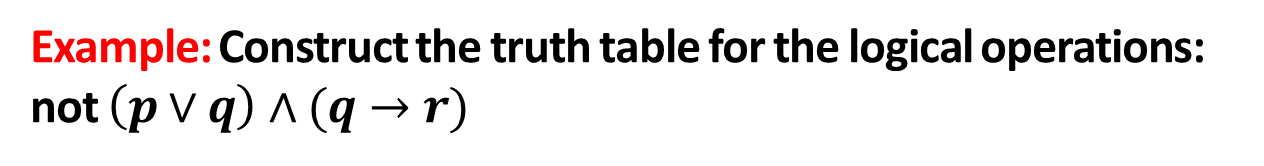 Example: Construct the truth table for the logical operations:
not (p ∨ q) ∧ (q → r)